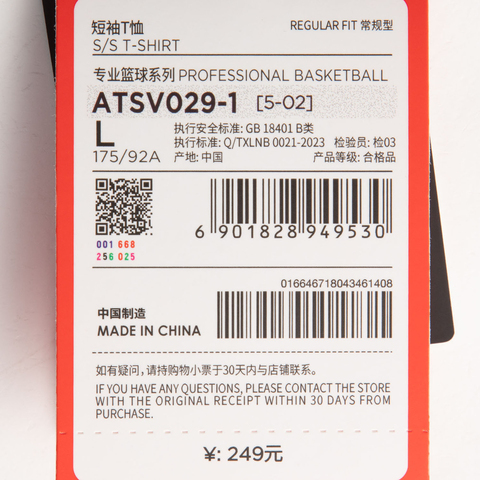 短袖T恤 REGULAR FIT 常规型
S/S T-SHIRT
专业篮球系列 PROFESSIONAL BASKETBALL
ATSV029-1 [5-02]
L 执行安全标准: GB 18401 B类
执行标准: Q/TXLNB 0021-2023 检验员: 检03
175/92A 产地: 中国 产品等级: 合格品
6 901828 949530
001 668
256 025
016646718043461408
中国制造
MADE IN CHINA
如有疑问，请持购物小票于30天内与店铺联系。
IF YOU HAVE ANY QUESTIONS, PLEASE CONTACT THE STORE
WITH THE ORIGINAL RECEIPT WITHIN 30 DAYS FROM
PURCHASE.
¥: 249元